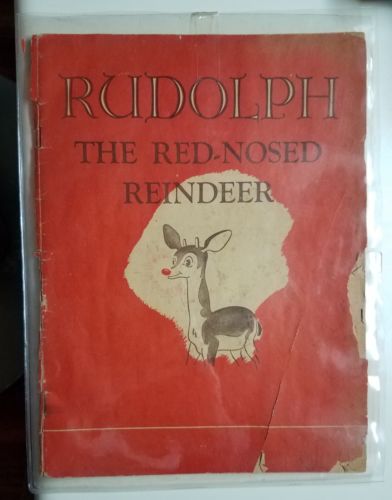 RUDOLPH
THE RED-NOSED
REINDEER